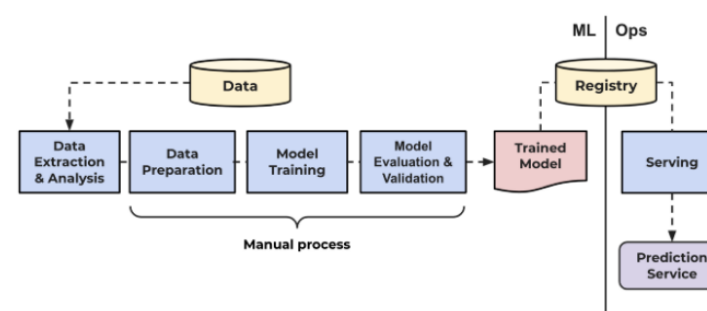 ML
Ops
Data
Registry
Data
Extraction
& Analysis
Data
Preparation
Model
Training
Model
Evaluation &
Validation
Trained
Model
Serving
Manual process
Prediction
Service